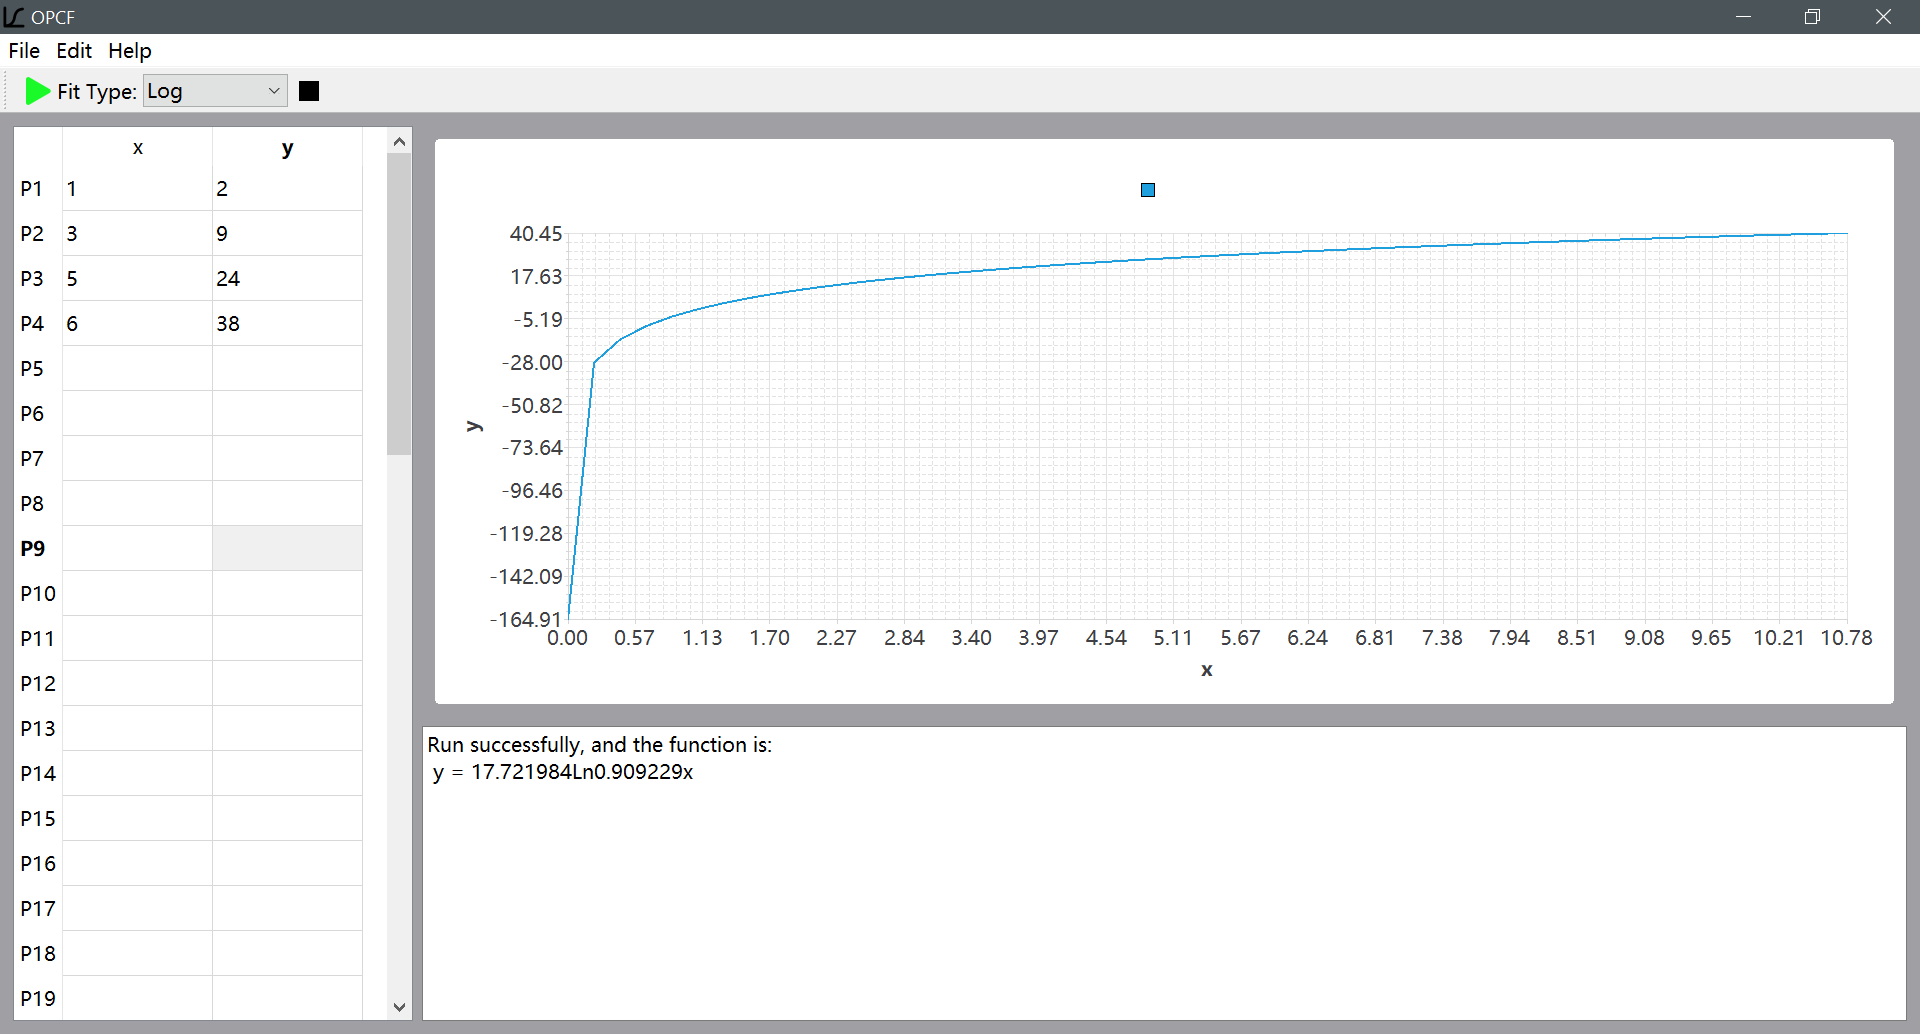 OPCF
File Edit Help
Fit Type: Log
x y
P1 1 2
P2 3 9
P3 5 24
P4 6 38
P5
P6
P7
P8
P9
P10
P11
P12
P13
P14
P15
P16
P17
P18
P19
40.45
17.63
-5.19
-28.00
-50.82
-73.64
-96.46
-119.28
-142.09
-164.91
y
0.00 0.57 1.13 1.70 2.27 2.84 3.40 3.97 4.54 5.11 5.67 6.24 6.81 7.38 7.94 8.51 9.08 9.65 10.21 10.78
x
Run successfully, and the function is:
y = 17.721984Ln0.909229x